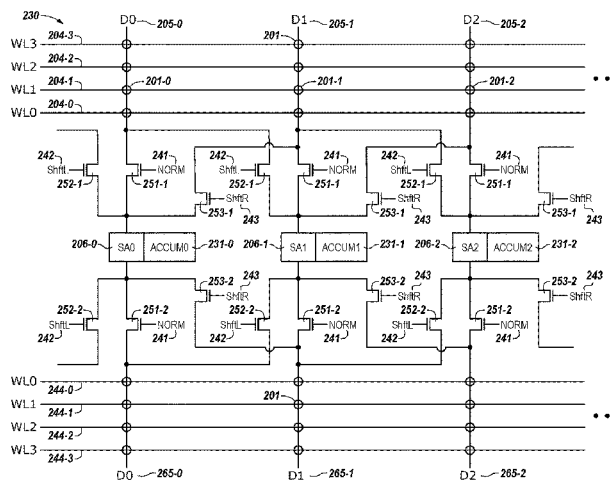 230
D0 205-0 D1 205-1 D2 205-2
WL3 204-3 201
WL2 204-2
WL1 204-1 201-0 201-1 201-2
WL0 204-0
242 241 242 241 242 241
ShftL NORM ShftL NORM ShftL NORM
252-1 251-1 252-1 251-1 252-1 251-1
ShftR ShftR ShftR
253-1 243 253-1 243 253-1 243
206-0 SA0 ACCUM0 231-0 206-1 SA1 ACCUM1 231-1 206-2 SA2 ACCUM2 231-2
253-2 243 253-2 243 253-2 243
ShftR ShftR ShftR
252-2 251-2 252-2 251-2 252-2 251-2
ShftL NORM ShftL NORM ShftL NORM
242 241 242 241 242 241
WL0 244-0
WL1 244-1 201
WL2 244-2
WL3 244-3
D0 265-0 D1 265-1 D2 265-2